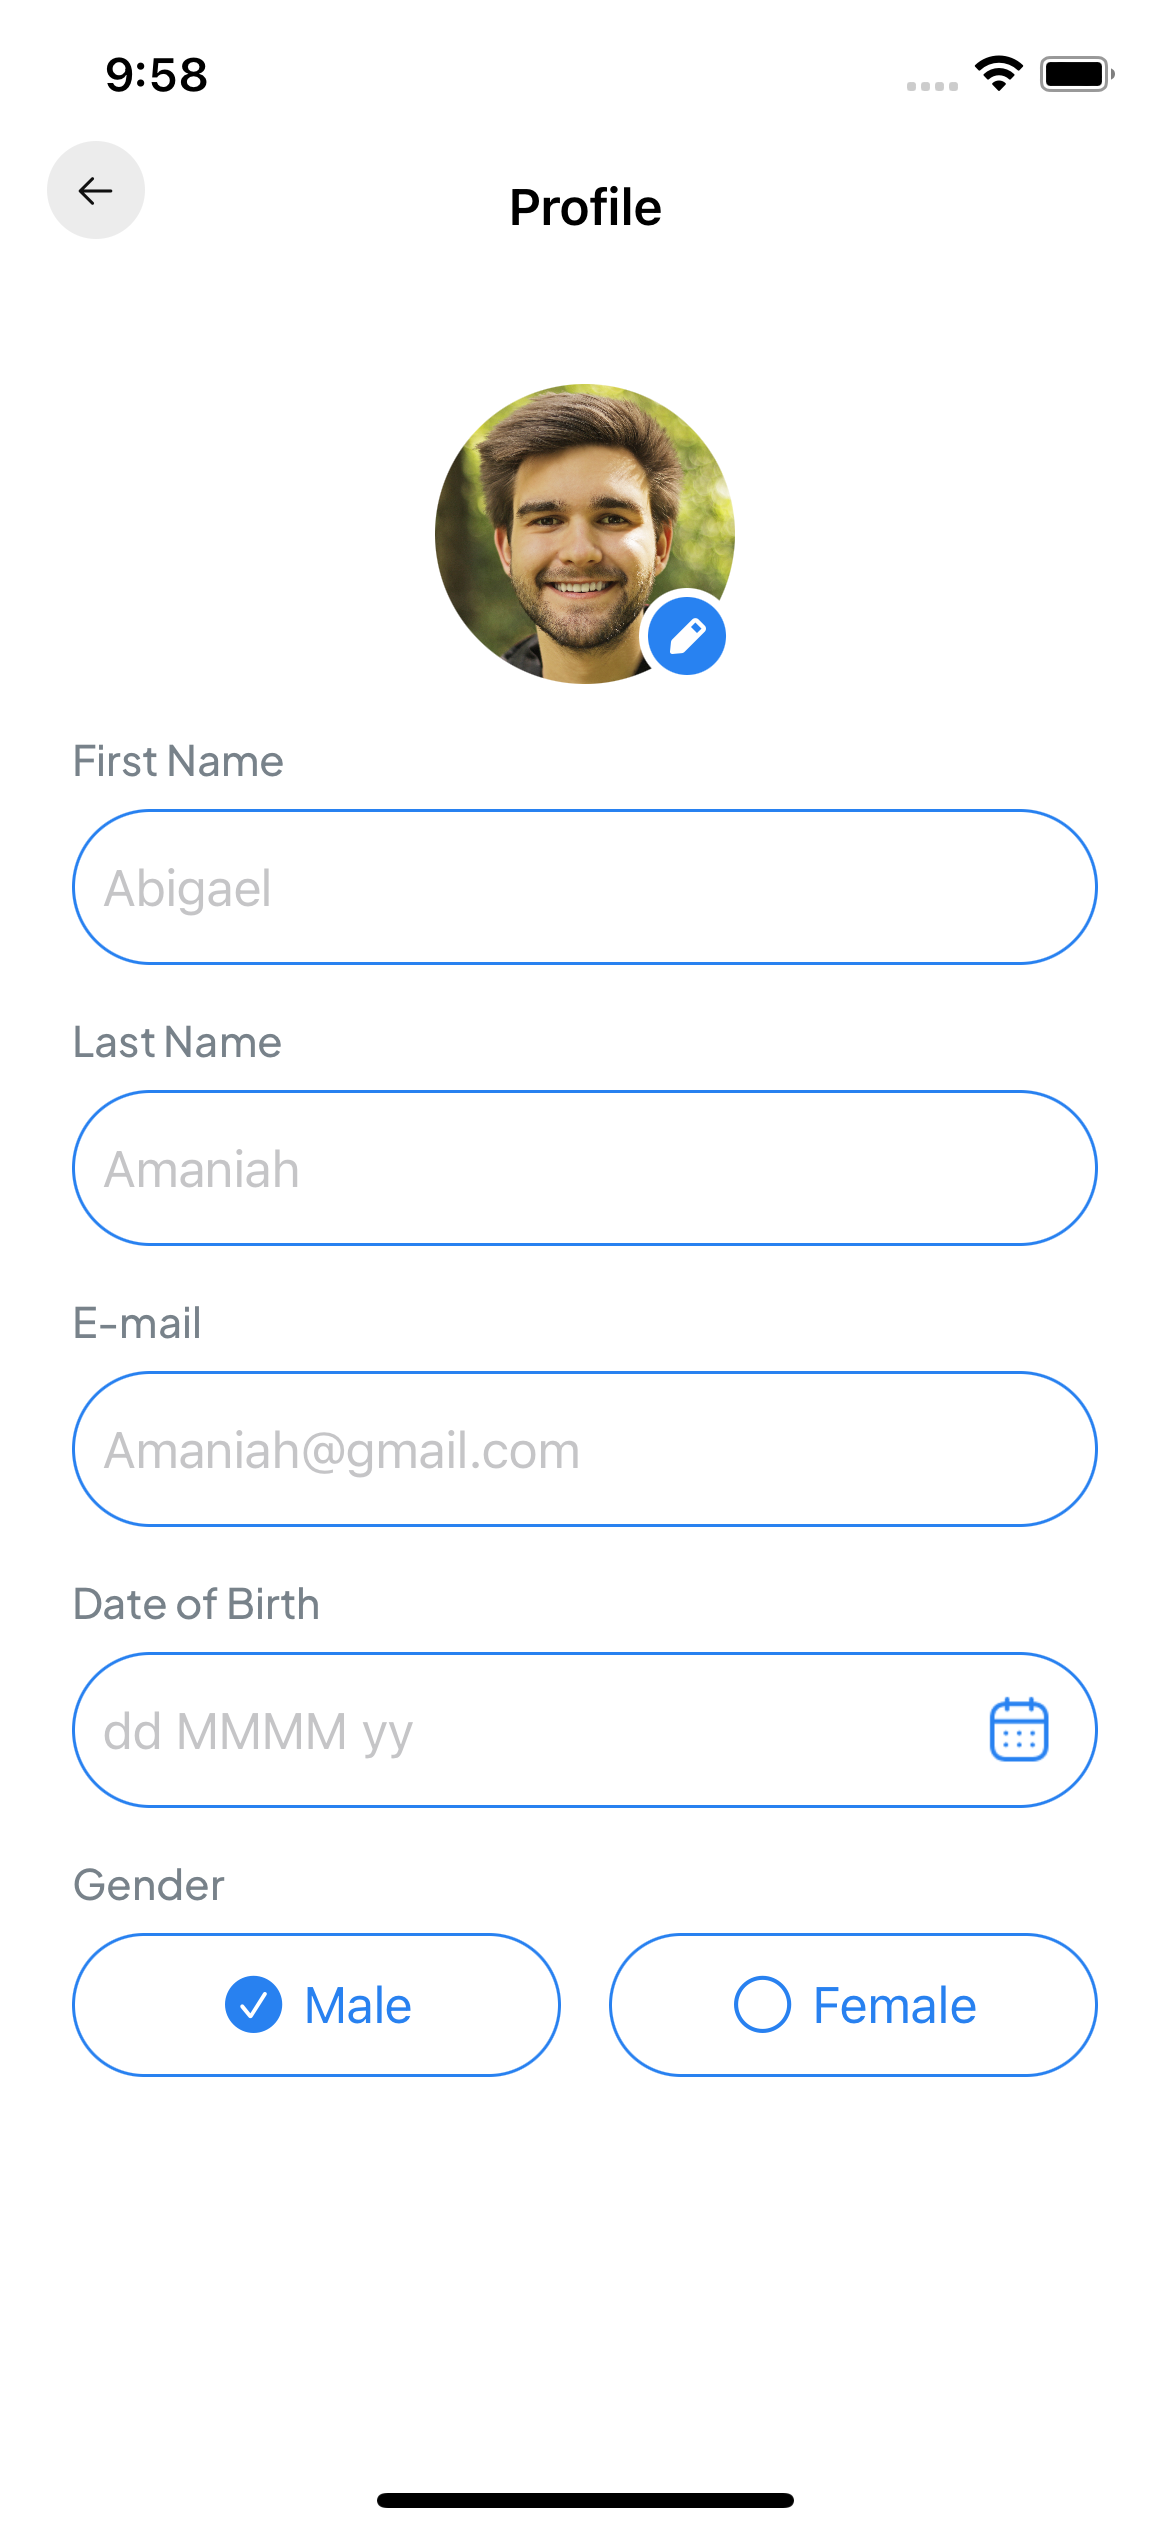 9:58
Profile
First Name
Abigael
Last Name
Amaniah
E-mail
Amaniah@gmail.com
Date of Birth
dd MMMM yy
Gender
Male Female